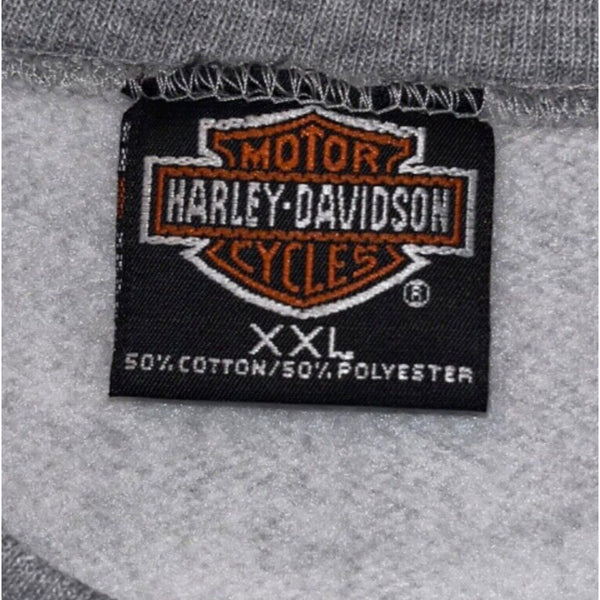 MOTOR
HARLEY-DAVIDSON
CYCLES
®
XXL
50% COTTON/50% POLYESTER